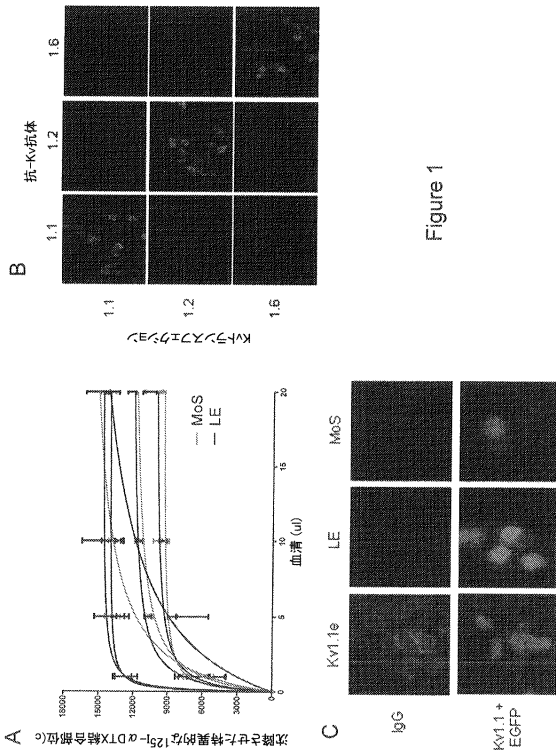 A
沈降させた特異的な¹²⁵I-αDTX結合部位(c
18000
15000
12000
9000
6000
3000
0
0
5
10
15
20
血清 (ul)
MoS
LE
B
抗-Kv抗体
1.1
1.2
1.6
Kvトランスフェクション
1.1
1.2
1.6
C
Kv1.1e
LE
MoS
IgG
Kv1.1 +
EGFP
Figure 1